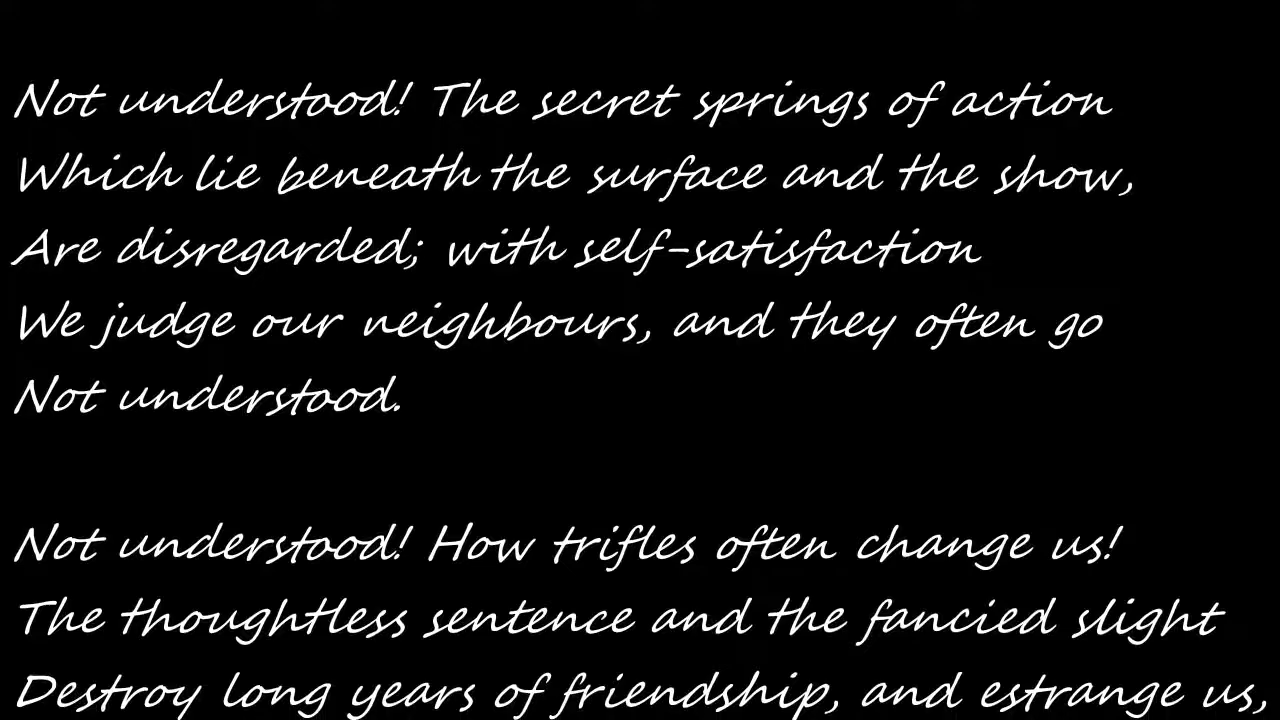 Not understood! The secret springs of action
Which lie beneath the surface and the show,
Are disregarded; with self-satisfaction
We judge our neighbours, and they often go
Not understood.
Not understood! How trifles often change us!
The thoughtless sentence and the fancied slight
Destroy long years of friendship, and estrange us,